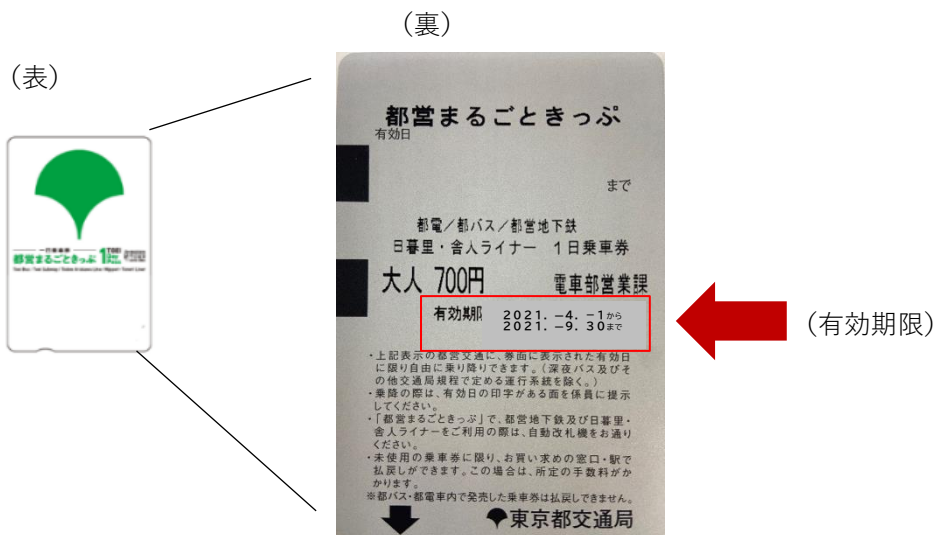 （裏）
（表）
一日乗車券
都営まるごときっぷ 1
都営まるごときっぷ
有効日
まで
都電／都バス／都営地下鉄
日暮里・舎人ライナー　1日乗車券
大人 700円　電車部営業課
有効期限　2021. −4. −1から
2021. −9. 30まで
（有効期限）
・上記表示の都営交通に、券面に表示された有効日
に限り自由に乗り降りできます。（深夜バス及びそ
の他交通局規程で定める運行系統を除く。）
・乗降の際は、有効日の印字がある面を係員に提示
してください。
・「都営まるごときっぷ」で、都営地下鉄及び日暮里・
舎人ライナーをご利用の際は、自動改札機をお通り
ください。
・未使用の乗車券に限り、お買い求めの窓口・駅で
払戻しができます。この場合は、所定の手数料がか
かります。
※都バス・都電車内で発売した乗車券は払戻しできません。
東京都交通局